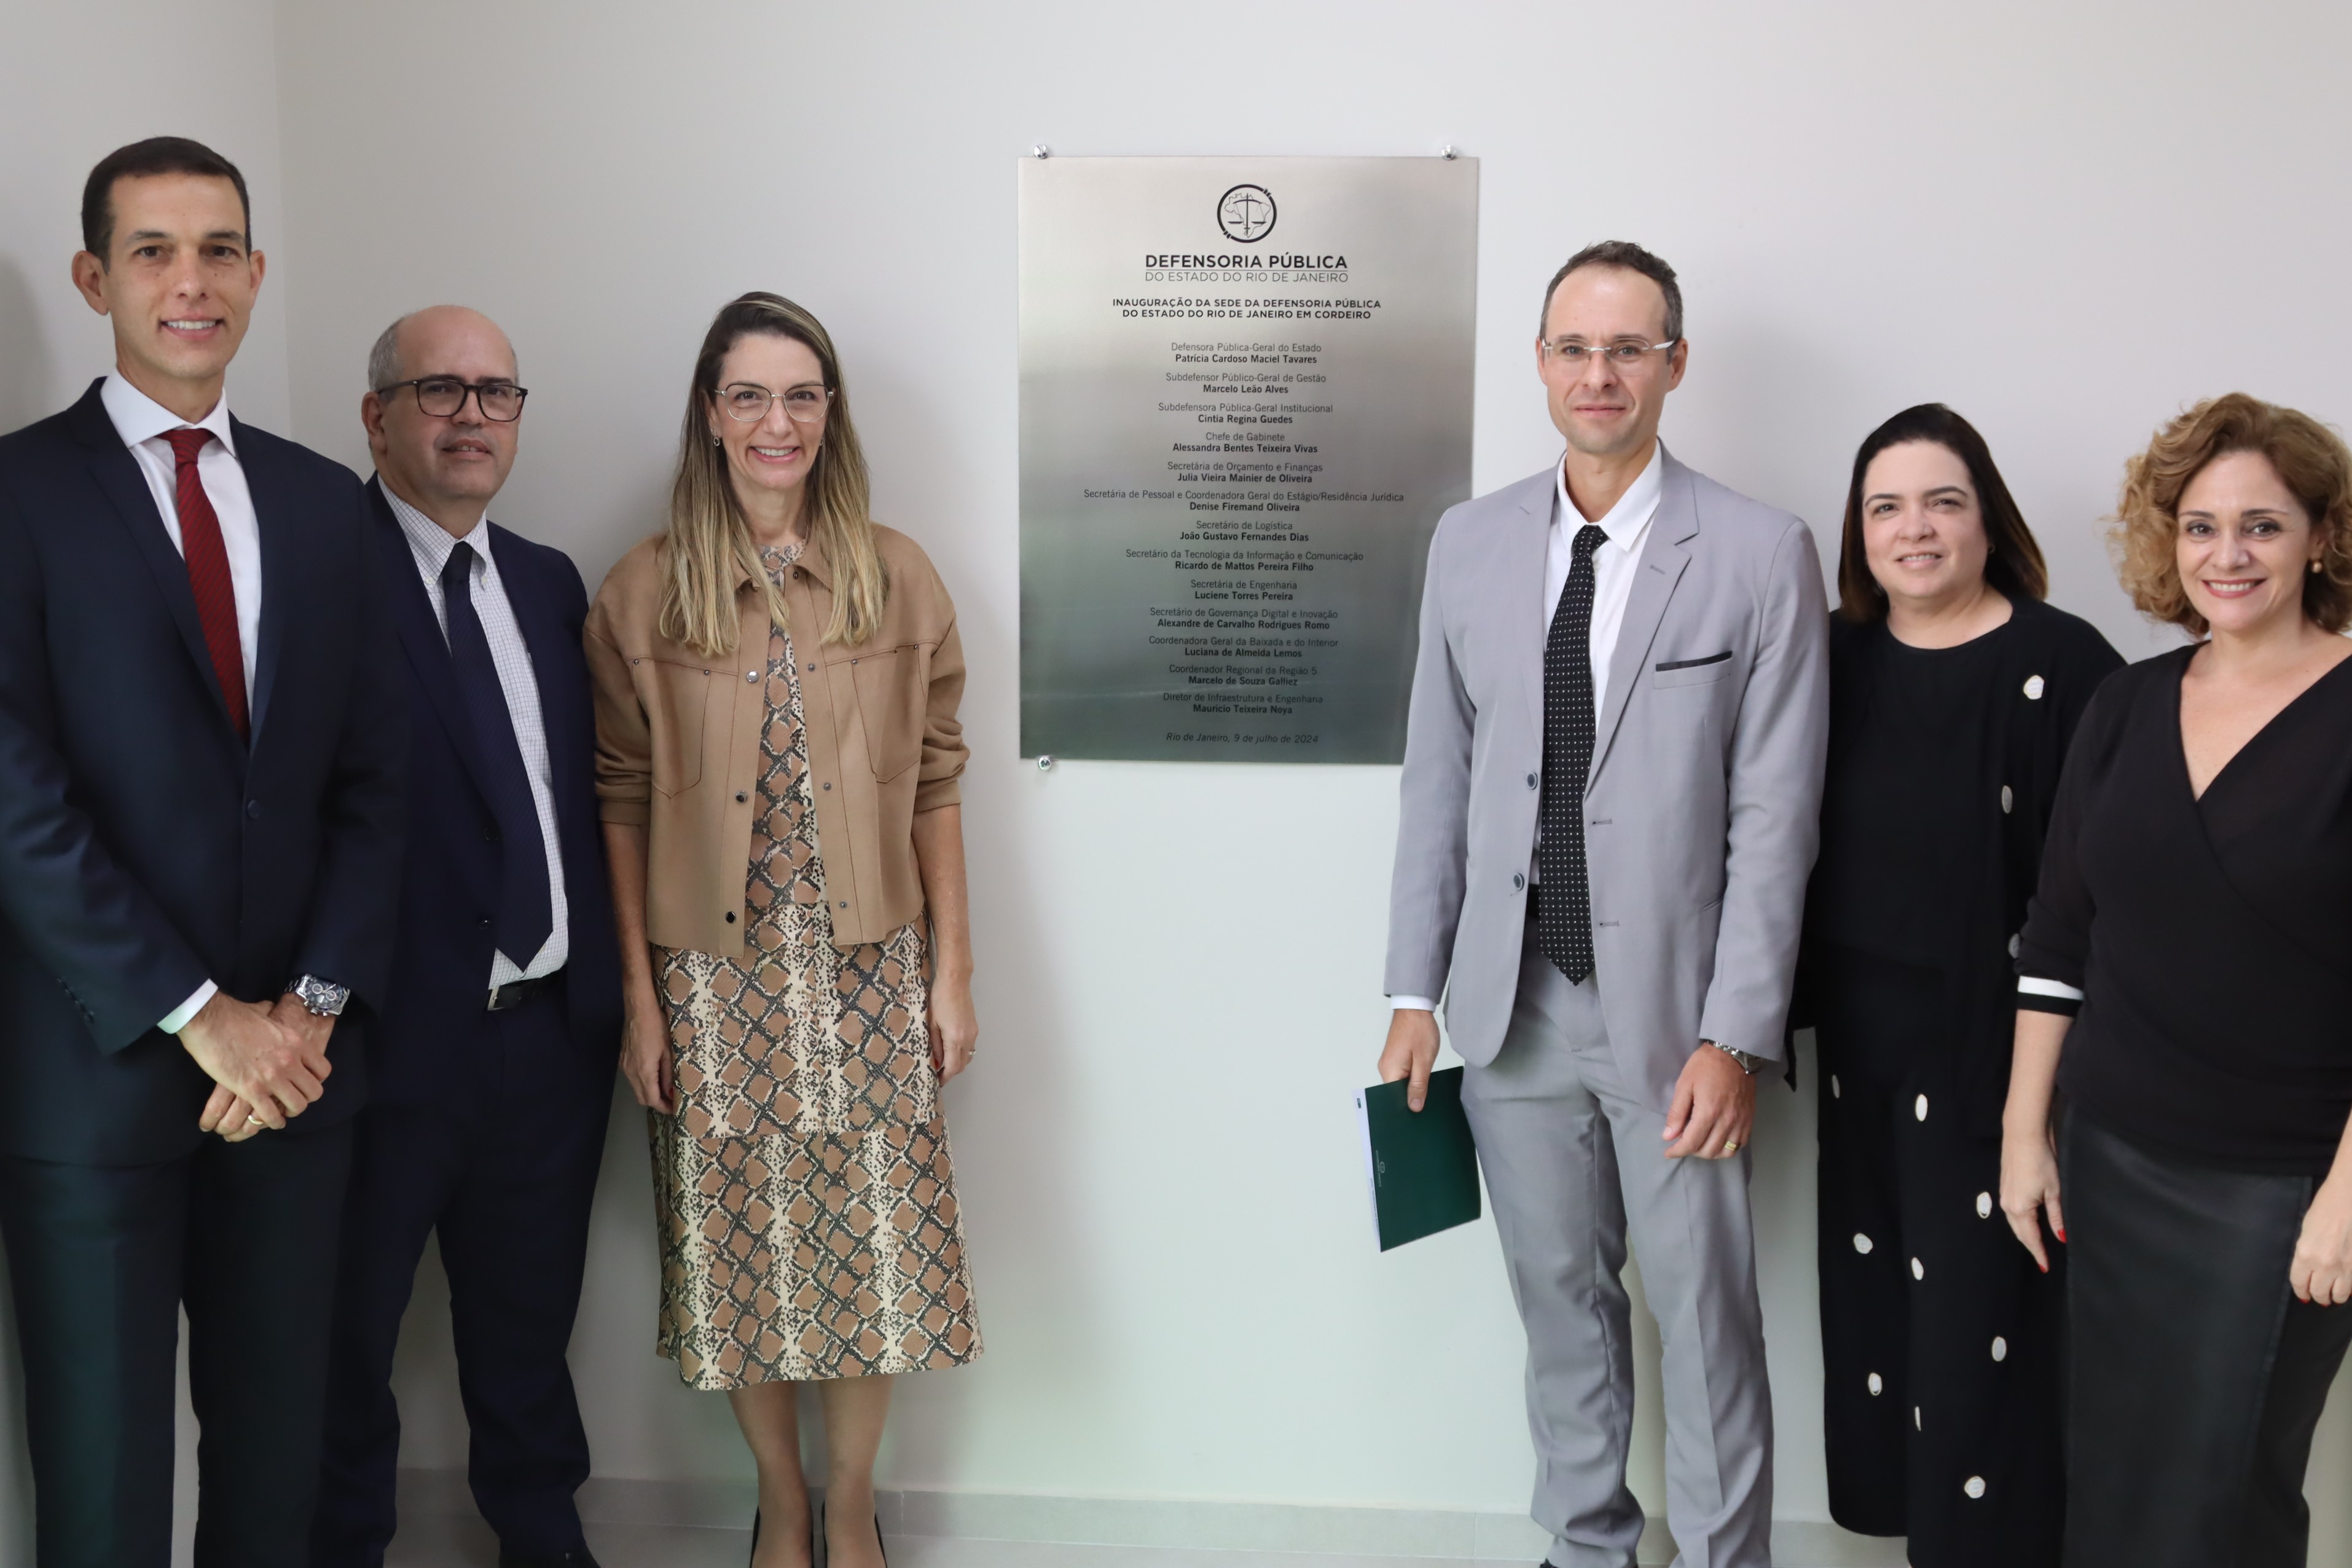 DEFENSORIA PÚBLICA
DO ESTADO DO RIO DE JANEIRO
INAUGURAÇÃO DA SEDE DA DEFENSORIA PÚBLICA
DO ESTADO DO RIO DE JANEIRO EM CORDEIRO
Defensora Pública-Geral do Estado
Patrícia Cardoso Maciel Tavares
Subdefensor Público-Geral de Gestão
Marcelo Leão Alves
Subdefensora Pública-Geral Institucional
Cintia Regina Guedes
Chefe de Gabinete
Alessandra Bentes Teixeira Vivas
Secretária de Orçamento e Finanças
Julia Vieira Mainier de Oliveira
Secretária de Pessoal e Coordenadora Geral do Estágio/Residência Jurídica
Denise Firemand Oliveira
Secretário de Logística
João Gustavo Fernandes Dias
Secretário da Tecnologia da Informação e Comunicação
Ricardo de Mattos Pereira Filho
Secretária de Engenharia
Luciene Torres Pereira
Secretário de Governança Digital e Inovação
Alexandre de Carvalho Rodrigues Romo
Coordenadora Geral da Baixada e do Interior
Luciana de Almeida Lemos
Coordenador Regional da Região 5
Marcelo de Souza Galliez
Diretor de Infraestrutura e Engenharia
Mauricio Teixeira Noya
Rio de Janeiro, 9 de julho de 2024